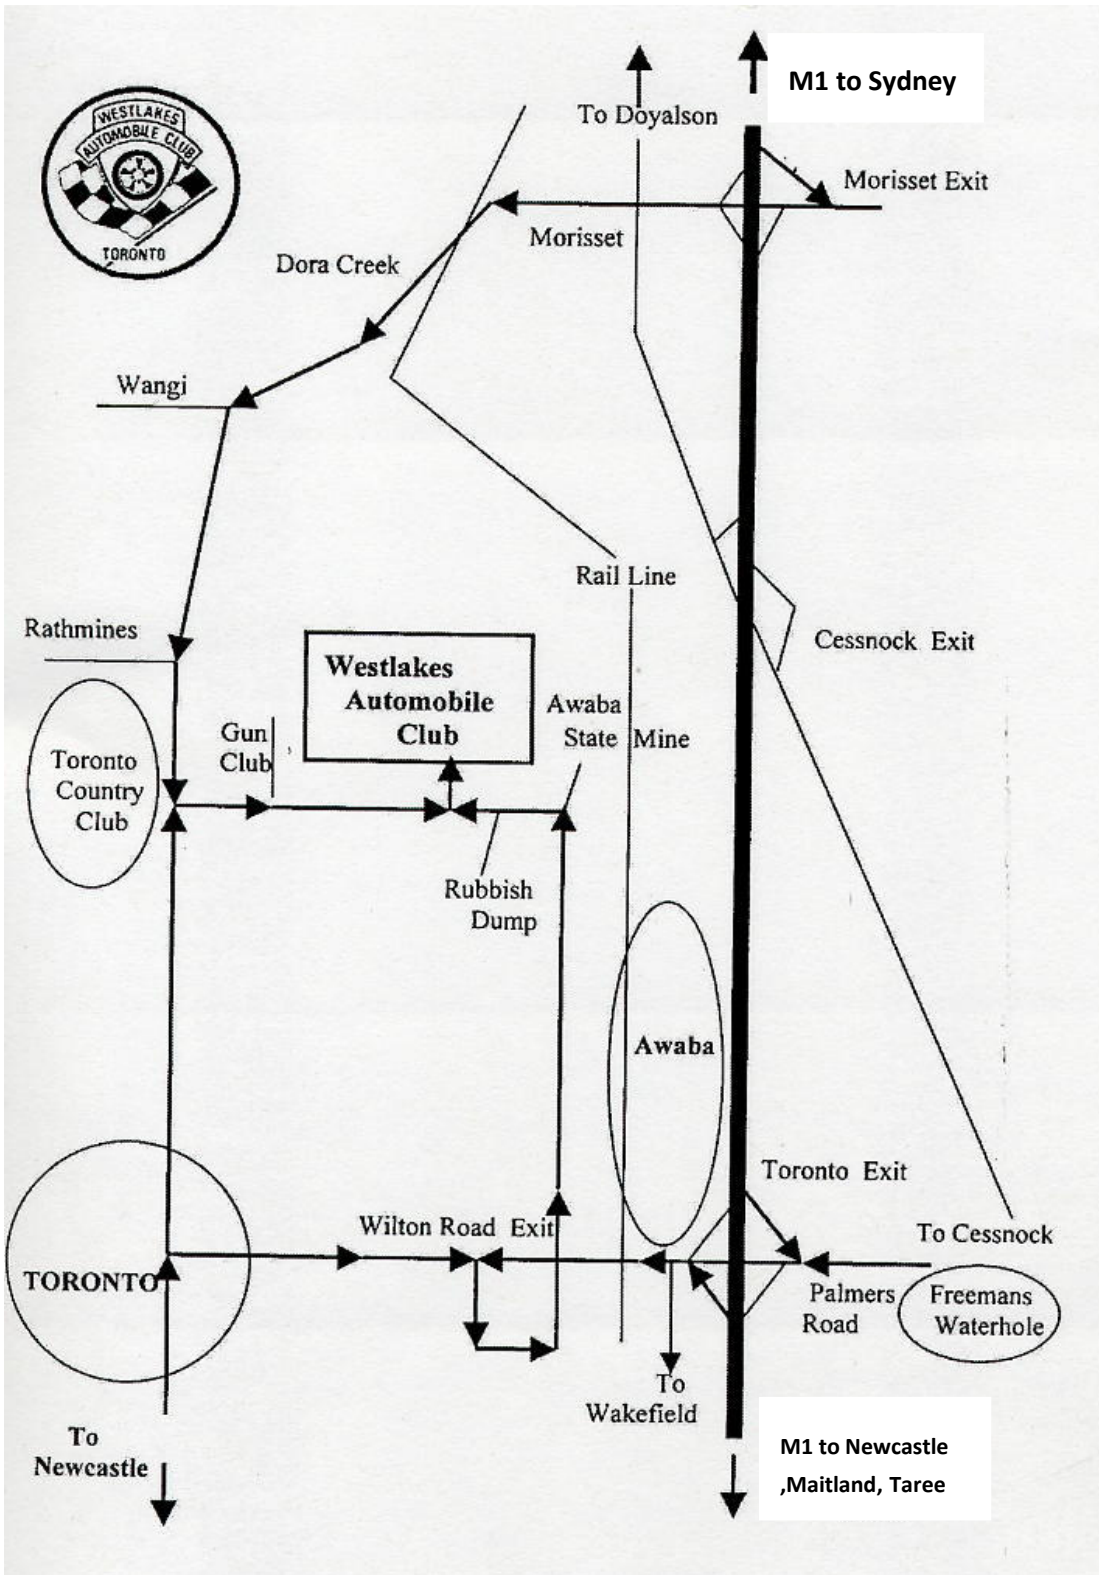 M1 to Sydney
To Doyalson
WESTLAKES
AUTOMOBILE CLUB
TORONTO
Morisset Exit
Morisset
Dora Creek
Wangi
Rail Line
Rathmines
Cessnock Exit
Westlakes
Automobile
Club
Awaba
State Mine
Gun
Club
Toronto
Country
Club
Rubbish
Dump
Awaba
Toronto Exit
Wilton Road Exit
To Cessnock
TORONTO
Palmers
Road
Freemans
Waterhole
To
Wakefield
To
Newcastle
M1 to Newcastle
,Maitland, Taree